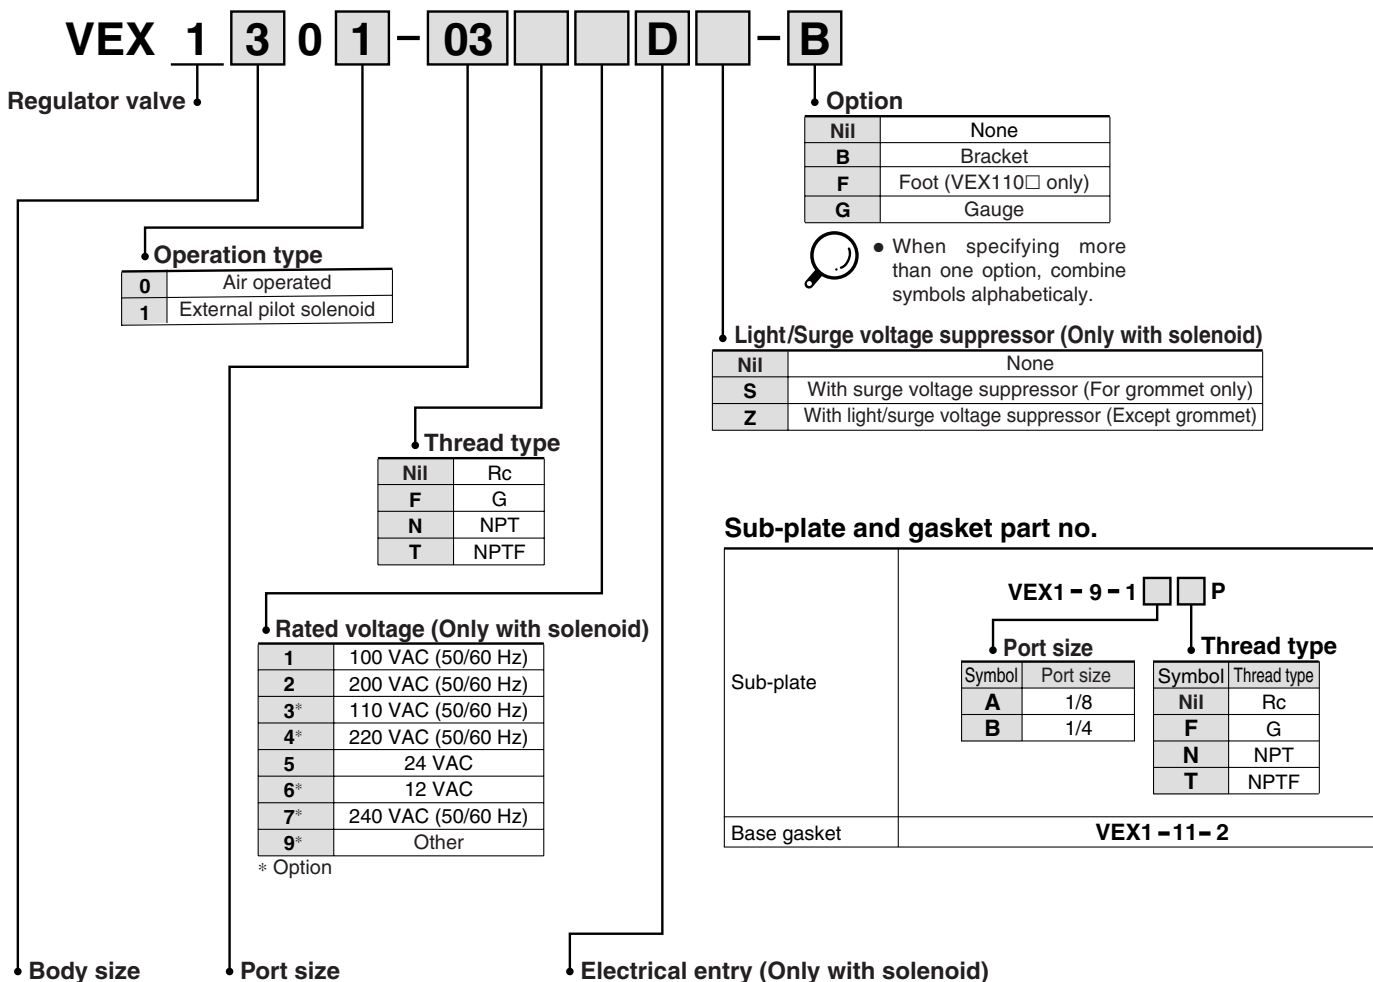 VEX 1 3 0 1 – 03 D – B
Regulator valve
Option
Nil None
B Bracket
F Foot (VEX110□ only)
G Gauge
● When specifying more
than one option, combine
symbols alphabeticaly.
Operation type
0 Air operated
1 External pilot solenoid
Light/Surge voltage suppressor (Only with solenoid)
Nil None
S With surge voltage suppressor (For grommet only)
Z With light/surge voltage suppressor (Except grommet)
Thread type
Nil Rc
F G
N NPT
T NPTF
Rated voltage (Only with solenoid)
1 100 VAC (50/60 Hz)
2 200 VAC (50/60 Hz)
3* 110 VAC (50/60 Hz)
4* 220 VAC (50/60 Hz)
5 24 VAC
6* 12 VAC
7* 240 VAC (50/60 Hz)
9* Other
* Option
Sub-plate and gasket part no.
Sub-plate
VEX1 – 9 – 1 □ □ P
Port size
Symbol Port size
A 1/8
B 1/4
Thread type
Symbol Thread type
Nil Rc
F G
N NPT
T NPTF
Base gasket VEX1 – 11 – 2
Body size
Port size
Electrical entry (Only with solenoid)